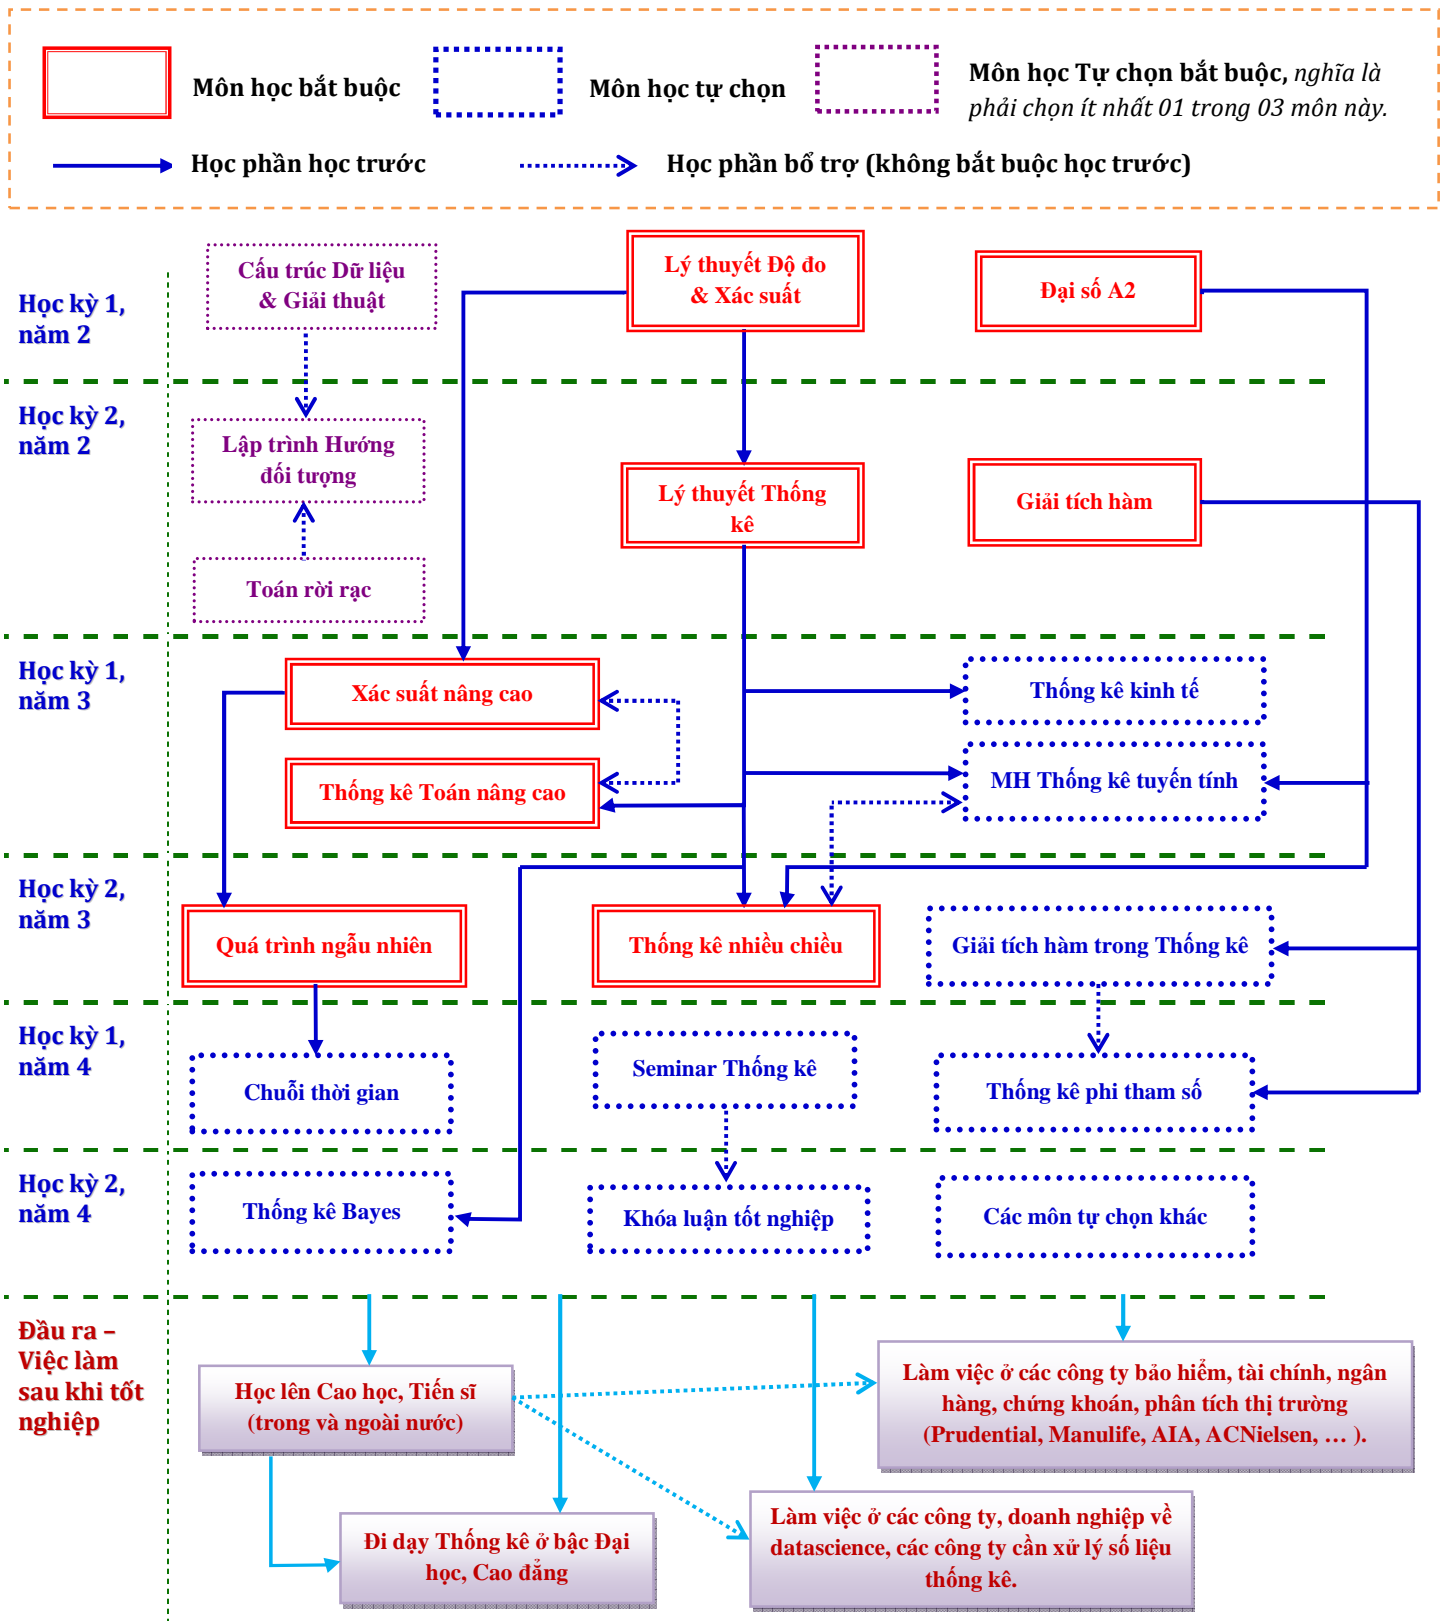 Môn học bắt buộc
Môn học tự chọn
Môn học Tự chọn bắt buộc, nghĩa là
phải chọn ít nhất 01 trong 03 môn này.
Học phần học trước
Học phần bổ trợ (không bắt buộc học trước)
Học kỳ 1,
năm 2
Cấu trúc Dữ liệu
& Giải thuật
Lý thuyết Độ đo
& Xác suất
Đại số A2
Học kỳ 2,
năm 2
Lập trình Hướng
đối tượng
Lý thuyết Thống
kê
Giải tích hàm
Toán rời rạc
Học kỳ 1,
năm 3
Xác suất nâng cao
Thống kê kinh tế
Thống kê Toán nâng cao
MH Thống kê tuyến tính
Học kỳ 2,
năm 3
Quá trình ngẫu nhiên
Thống kê nhiều chiều
Giải tích hàm trong Thống kê
Học kỳ 1,
năm 4
Chuỗi thời gian
Seminar Thống kê
Thống kê phi tham số
Học kỳ 2,
năm 4
Thống kê Bayes
Khóa luận tốt nghiệp
Các môn tự chọn khác
Đầu ra –
Việc làm
sau khi tốt
nghiệp
Học lên Cao học, Tiến sĩ
(trong và ngoài nước)
Làm việc ở các công ty bảo hiểm, tài chính, ngân
hàng, chứng khoán, phân tích thị trường
(Prudential, Manulife, AIA, ACNielsen, … ).
Đi dạy Thống kê ở bậc Đại
học, Cao đẳng
Làm việc ở các công ty, doanh nghiệp về
datascience, các công ty cần xử lý số liệu
thống kê.